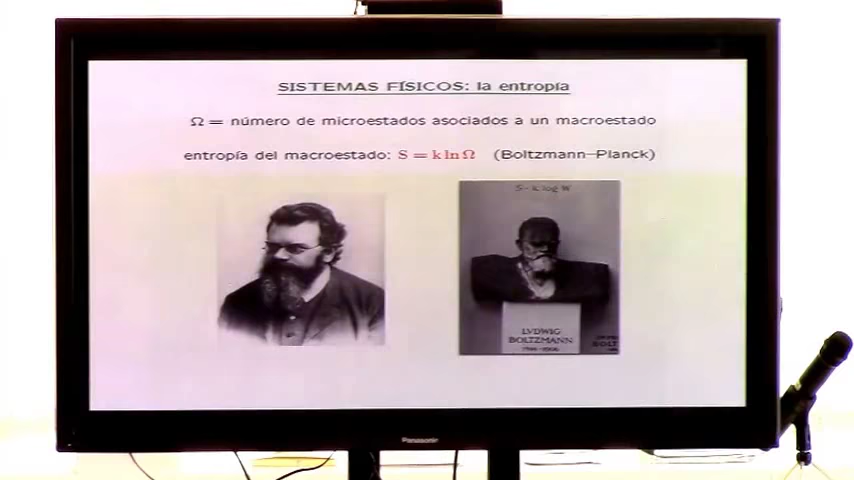 SISTEMAS FÍSICOS: la entropía
Ω = número de microestados asociados a un macroestado
entropía del macroestado: S = k ln Ω (Boltzmann–Planck)
S = k log W
LVDWIG
BOLTZMANN
Panasonic